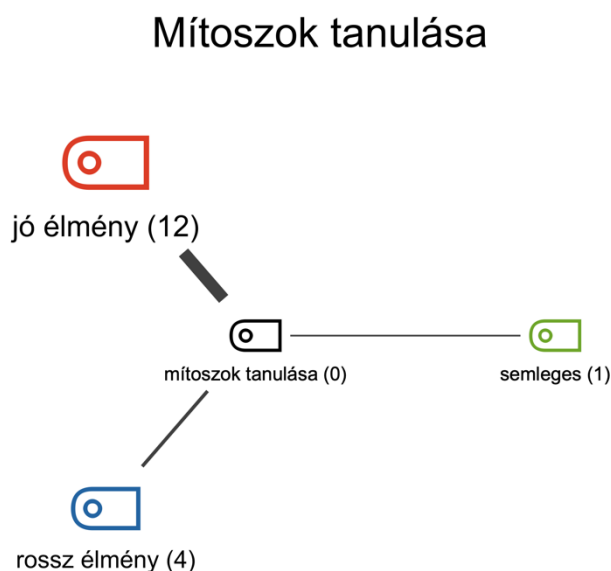 Mítoszok tanulása
jó élmény (12)
mítoszok tanulása (0)
semleges (1)
rossz élmény (4)